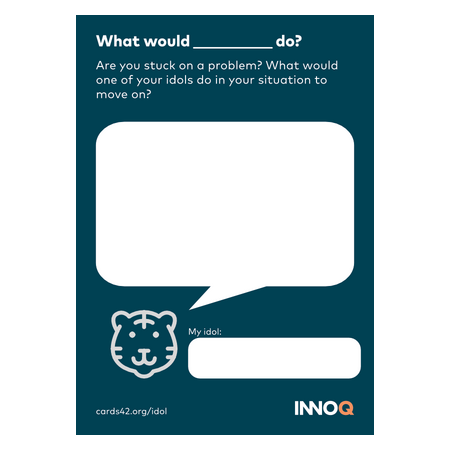 What would __________ do?
Are you stuck on a problem? What would
one of your idols do in your situation to
move on?
My idol:
cards42.org/idol
INNOQ